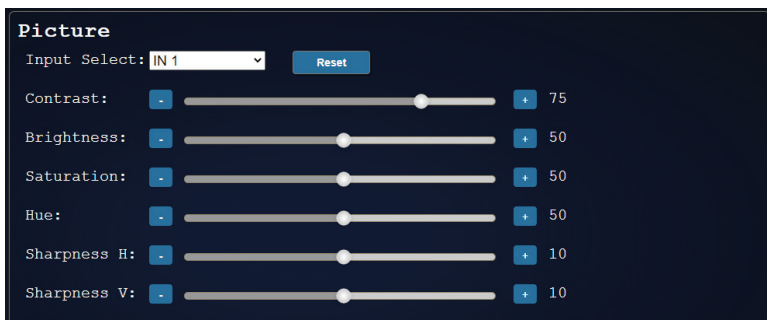 Picture
Input Select: IN 1 Reset
Contrast: - + 75
Brightness: - + 50
Saturation: - + 50
Hue: - + 50
Sharpness H: - + 10
Sharpness V: - + 10